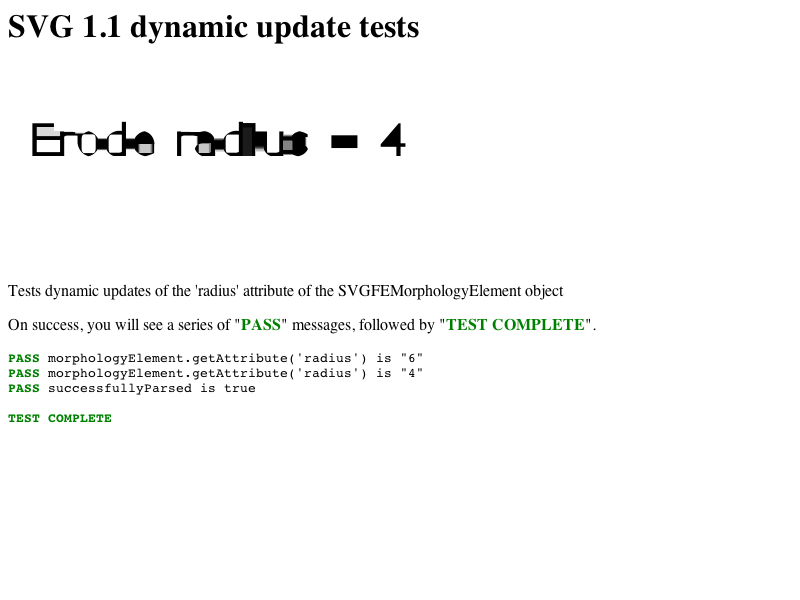 SVG 1.1 dynamic update tests
Erode radius = 4
Tests dynamic updates of the 'radius' attribute of the SVGFEMorphologyElement object
On success, you will see a series of "PASS" messages, followed by "TEST COMPLETE".
PASS morphologyElement.getAttribute('radius') is "6"
PASS morphologyElement.getAttribute('radius') is "4"
PASS successfullyParsed is true
TEST COMPLETE